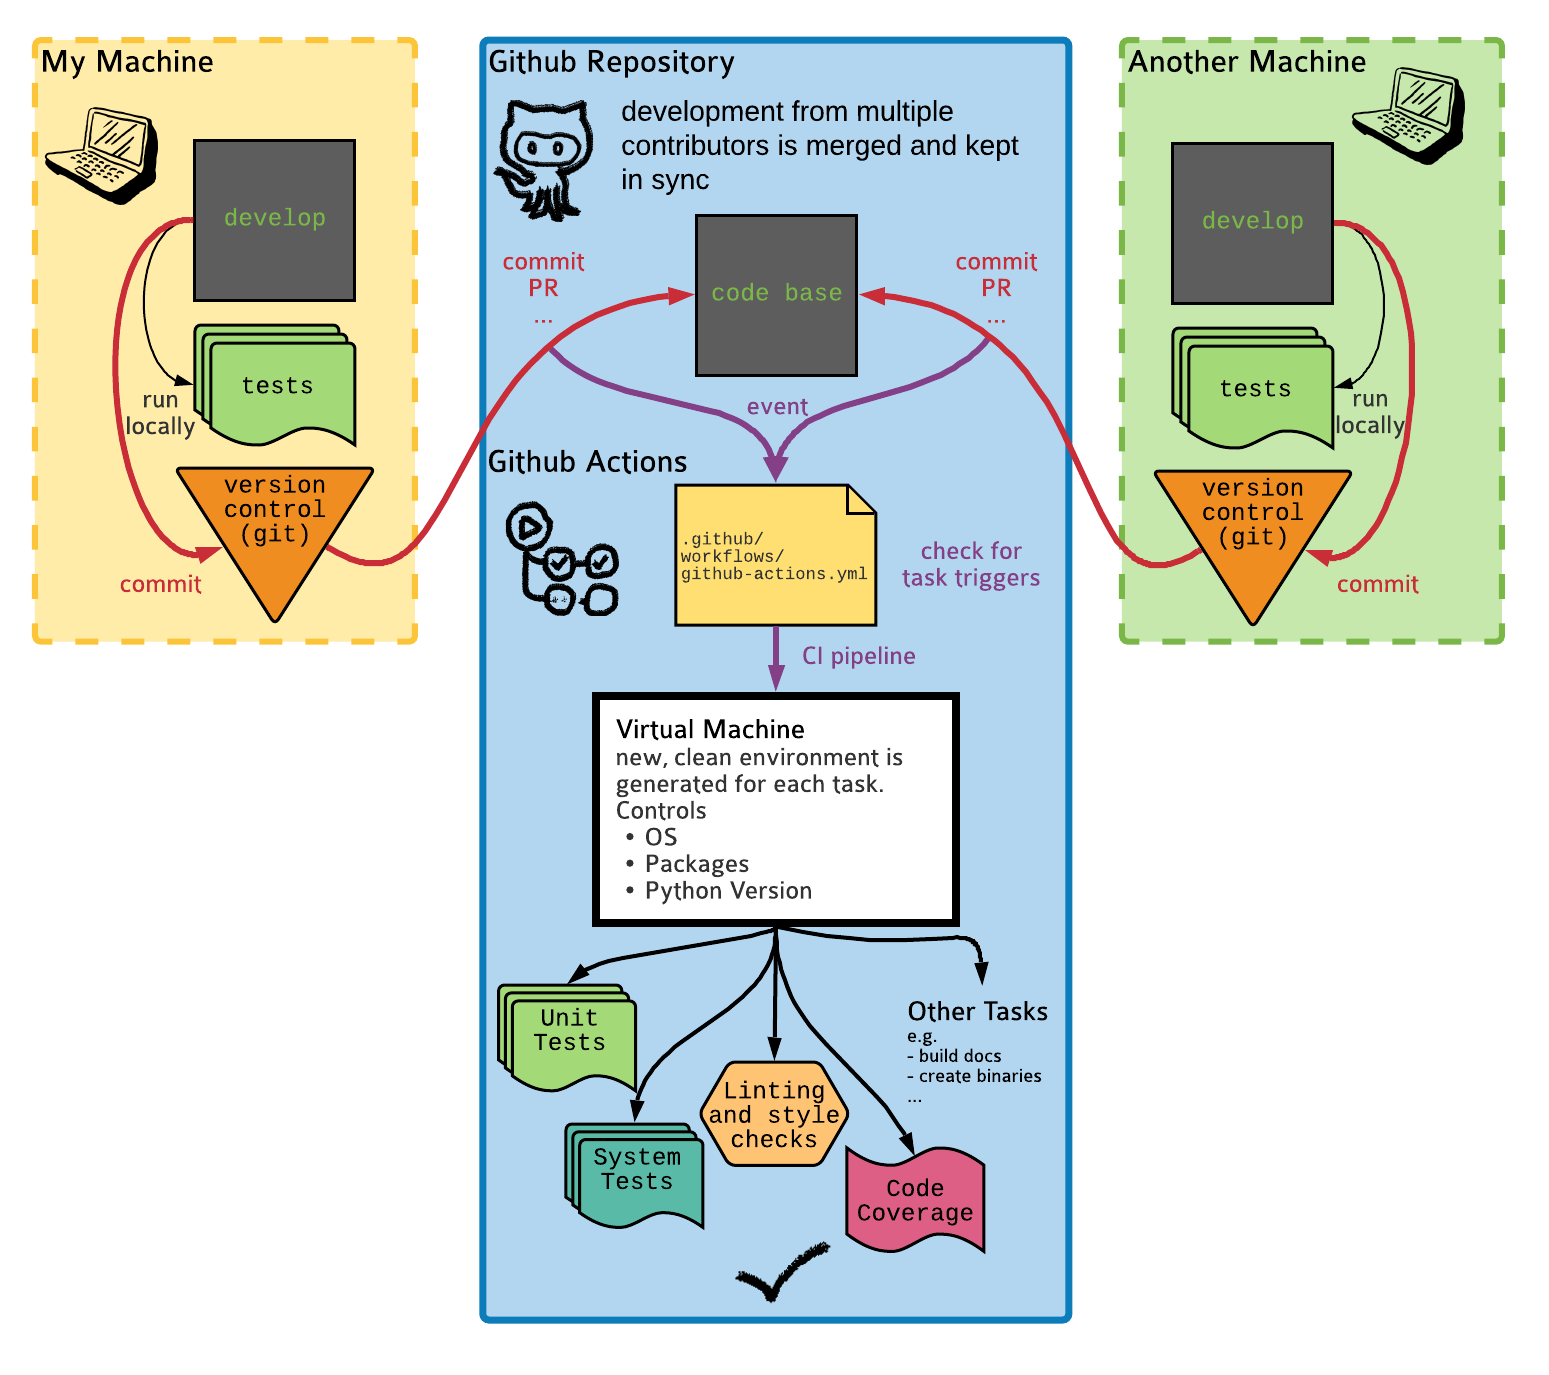 My Machine
develop
tests
run
locally
version
control
(git)
commit
Github Repository
development from multiple
contributors is merged and kept
in sync
commit
PR
...
code base
commit
PR
...
event
Github Actions
.github/
workflows/
github-actions.yml
check for
task triggers
CI pipeline
Virtual Machine
new, clean environment is
generated for each task.
Controls
• OS
• Packages
• Python Version
Unit
Tests
System
Tests
Linting
and style
checks
Code
Coverage
Other Tasks
e.g.
- build docs
- create binaries
...
Another Machine
develop
tests
run
locally
version
control
(git)
commit